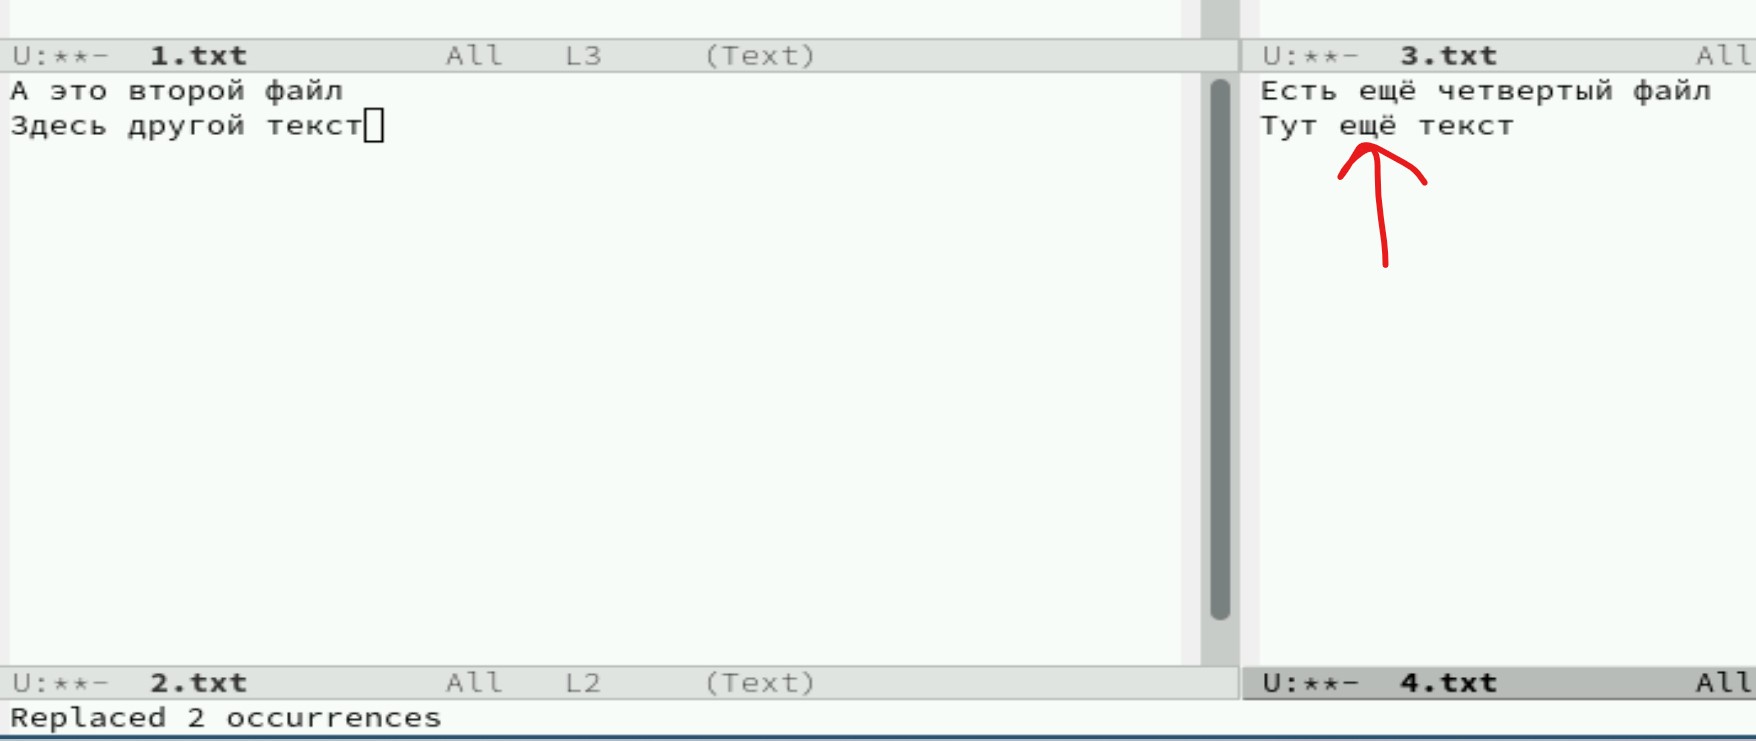 U:**-  1.txt  All  L3  (Text)
А это второй файл
Здесь другой текст
U:**-  2.txt  All  L2  (Text)
U:**-  3.txt  All
Есть ещё четвертый файл
Тут ещё текст
U:**-  4.txt  All
Replaced 2 occurrences